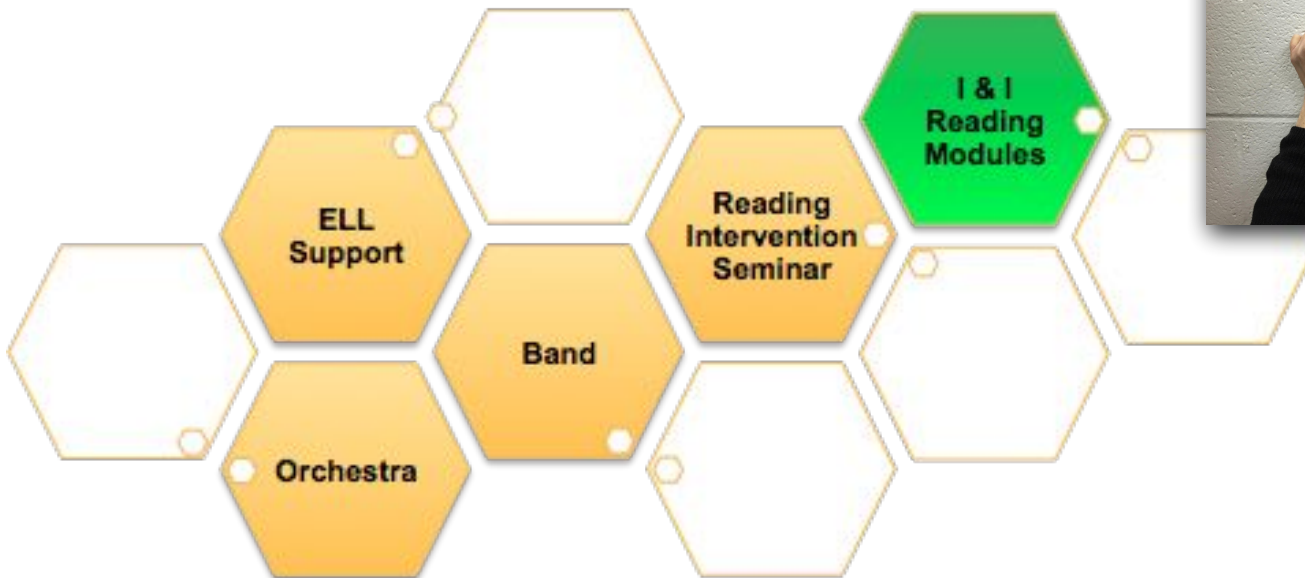 I & I
Reading
Modules
ELL
Support
Reading
Intervention
Seminar
Band
Orchestra